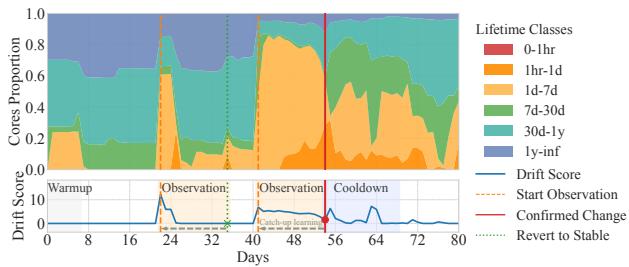 Cores Proportion
1.0
0.8
0.6
0.4
0.2
0.0
Lifetime Classes
0-1hr
1hr-1d
1d-7d
7d-30d
30d-1y
1y-inf
Drift Score
Start Observation
Confirmed Change
Revert to Stable
Drift Score
10
0
Warmup
Observation
Observation
Cooldown
Catch-up learning
0 8 16 24 32 40 48 56 64 72 80
Days